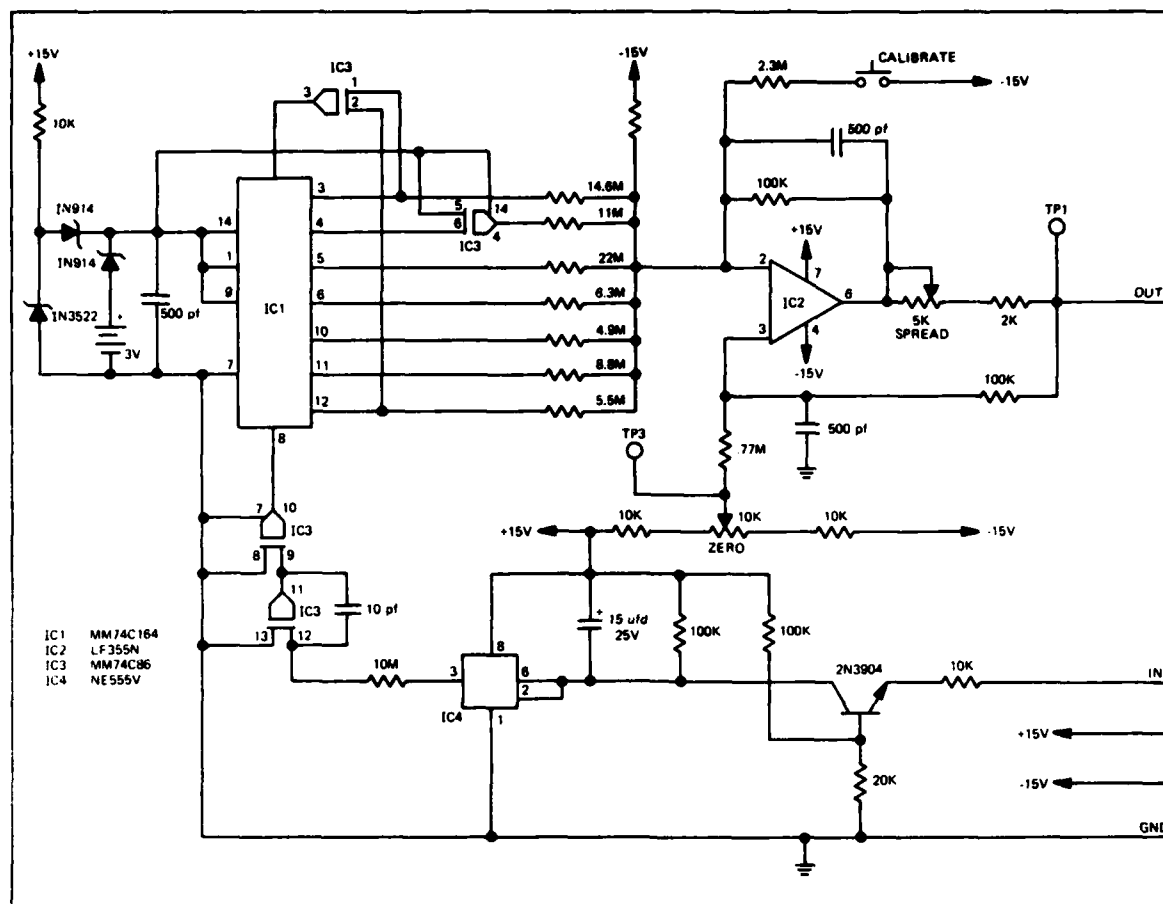 +15V
10K
IN914
IN914
IN3522
3V
500 pf
14
1
9
7
IC1
3
4
5
6
10
11
12
8
IC3
3
1
2
5
6
14
4
IC3
-15V
14.6M
11M
22M
6.3M
4.9M
8.8M
5.5M
2.3M
CALIBRATE
-15V
500 pf
100K
+15V
2
7
IC2
6
3
4
-15V
5K
SPREAD
2K
TP1
OUT
100K
500 pf
.77M
TP3
+15V
10K
10K
ZERO
10K
-15V
7
10
IC3
8
9
11
IC3
13
12
10 pf
10M
3
8
6
2
1
IC4
+
15 ufd
25V
100K
100K
2N3904
10K
IN
+15V
-15V
20K
GND
IC1 MM74C164
IC2 LF355N
IC3 MM74C86
IC4 NE555V